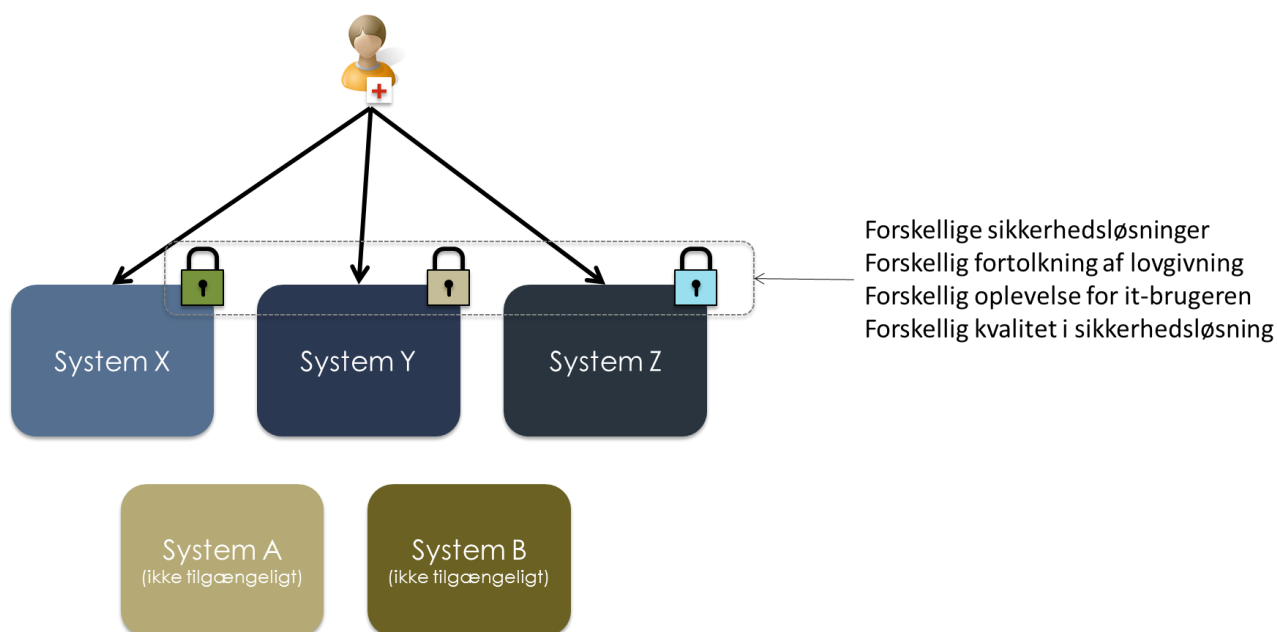 Forskellige sikkerhedsløsninger
Forskellig fortolkning af lovgivning
Forskellig oplevelse for it-brugeren
Forskellig kvalitet i sikkerhedsløsning
System X
System Y
System Z
System A
(ikke tilgængeligt)
System B
(ikke tilgængeligt)